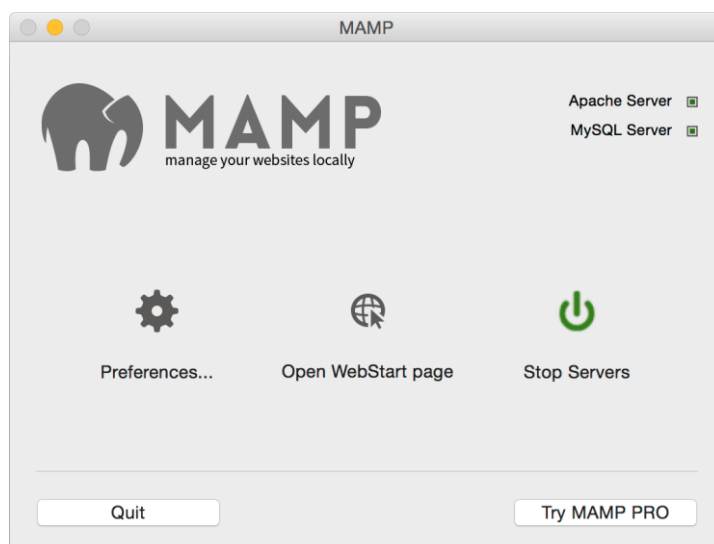 MAMP
MAMP
manage your websites locally
Apache Server
MySQL Server
Preferences...
Open WebStart page
Stop Servers
Quit
Try MAMP PRO